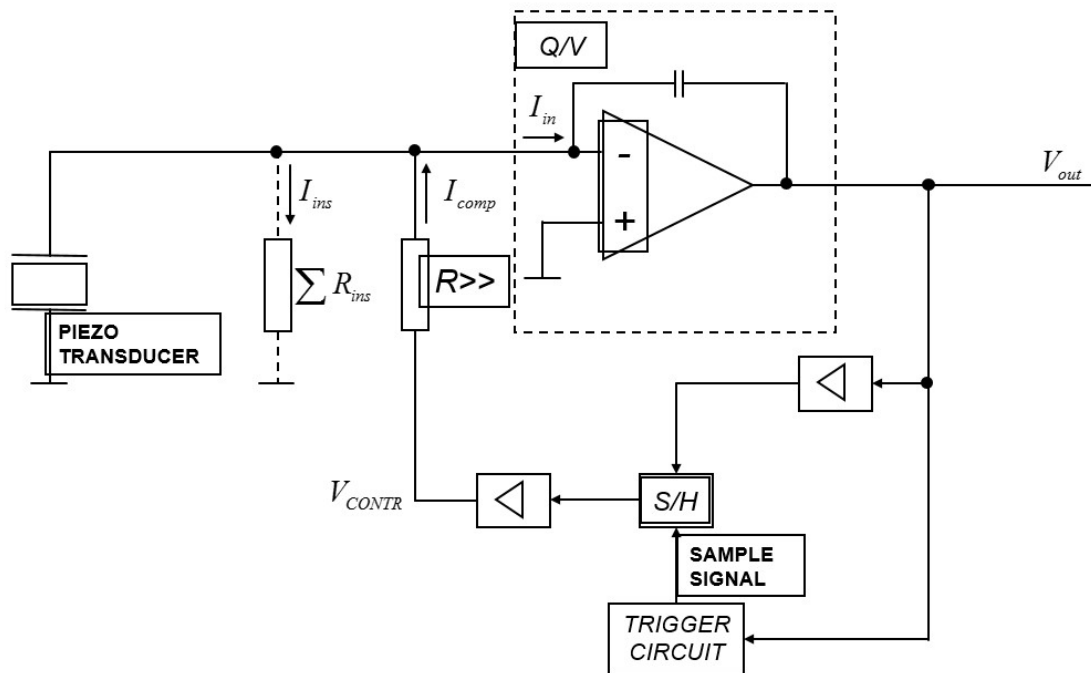 Q/V
I_in
-
+
V_out
I_ins
I_comp
∑ R_ins
R>>
PIEZO
TRANSDUCER
V_CONTR
S/H
SAMPLE
SIGNAL
TRIGGER
CIRCUIT